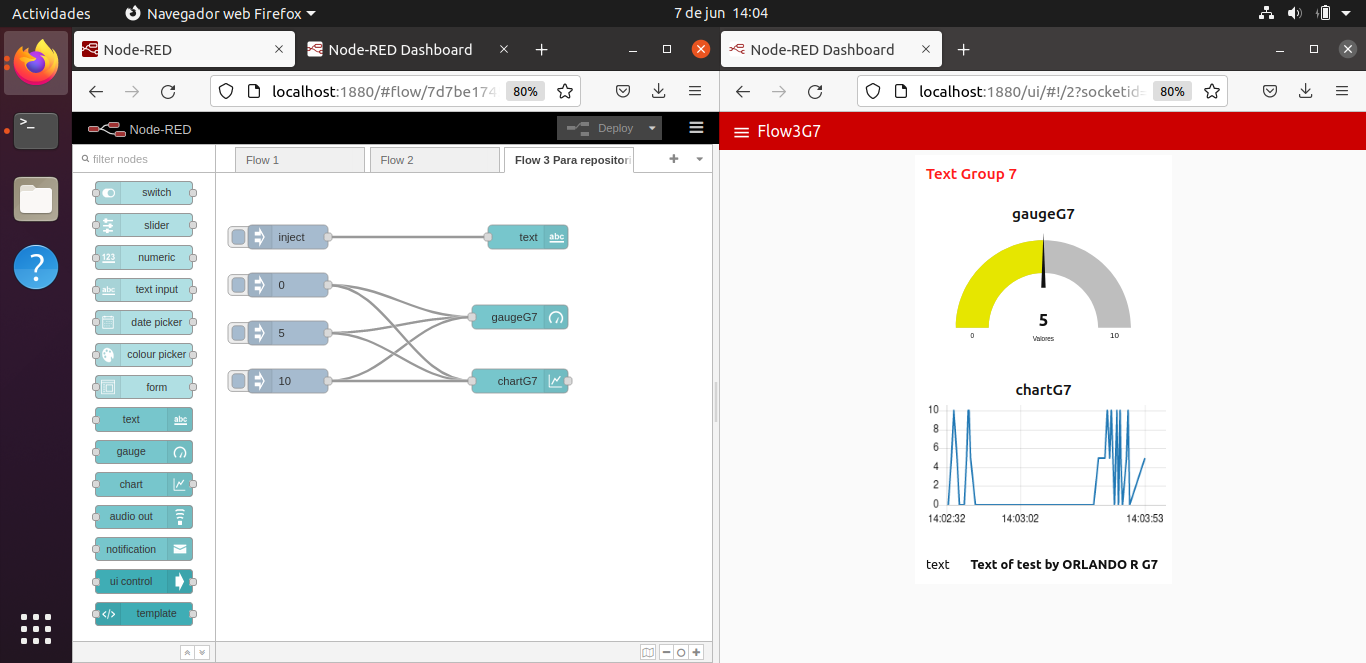 Actividades
Navegador web Firefox
7 de jun 14:04
Node-RED
Node-RED Dashboard
Node-RED Dashboard
localhost:1880/#flow/7d7be174
80%
localhost:1880/ui/#!/2?socketid=
80%
Node-RED
Deploy
Flow3G7
filter nodes
Flow 1
Flow 2
Flow 3 Para repositori
switch
slider
123
numeric
abc
text input
date picker
colour picker
form
text
abc
gauge
chart
audio out
notification
ui control
</>
template
inject
text
abc
0
5
10
gaugeG7
chartG7
Text Group 7
gaugeG7
5
0
Valores
10
chartG7
10
8
6
4
2
0
14:02:32
14:03:02
14:03:53
text
Text of test by ORLANDO R G7